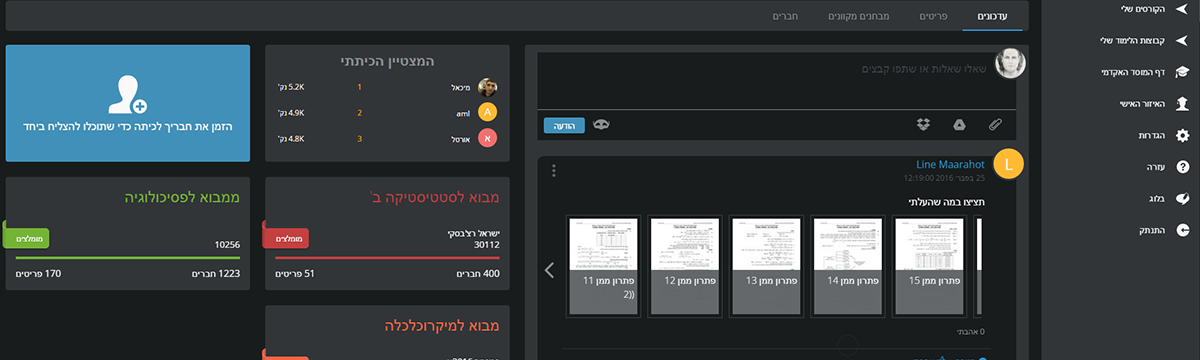 הקורסים שלי
קבוצות הלימוד שלי
דף המוסד האקדמי
האיזור האישי
הגדרות
עזרה
בלוג
התנתק
עדכונים
פריטים
מבחנים מקוונים
חברים
שאלו שאלות או שתפו קבצים
הודעה
L
Line Maarahot
25 בפבר׳ 2016 12:19:00
תציצו במה שהעלתי
פתרון ממן 15
פתרון ממן 14
פתרון ממן 13
פתרון ממן 12
פתרון ממן 11
((2
0 אהבתי
המצטיין הכיתתי
מיכאל 1 5.2K נק'
A aml 2 4.9K נק'
א אורטל 3 4.8K נק'
הזמן את חבריך לכיתה כדי שתוכלו להצליח ביחד
מבוא לסטטיסטיקה ב'
ישראל רצ'בסקי
30112
מומלצים
400 חברים
51 פריטים
ממבוא לפסיכולוגיה
10256
מומלצים
1223 חברים
170 פריטים
מבוא למיקרוכלכלה